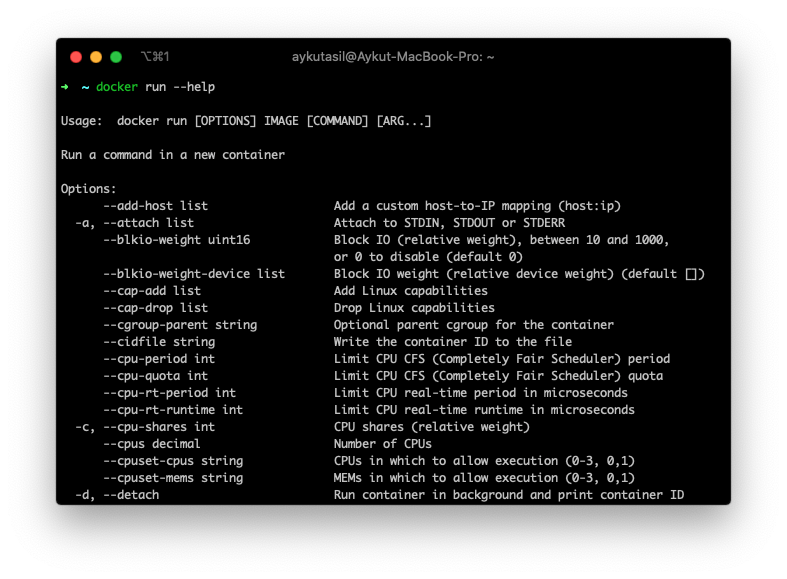 ⌥⌘1 aykutasil@Aykut-MacBook-Pro: ~
➜ ~ docker run --help
Usage:  docker run [OPTIONS] IMAGE [COMMAND] [ARG...]
Run a command in a new container
Options:
      --add-host list                  Add a custom host-to-IP mapping (host:ip)
  -a, --attach list                    Attach to STDIN, STDOUT or STDERR
      --blkio-weight uint16            Block IO (relative weight), between 10 and 1000,
                                       or 0 to disable (default 0)
      --blkio-weight-device list       Block IO weight (relative device weight) (default [])
      --cap-add list                   Add Linux capabilities
      --cap-drop list                  Drop Linux capabilities
      --cgroup-parent string           Optional parent cgroup for the container
      --cidfile string                 Write the container ID to the file
      --cpu-period int                 Limit CPU CFS (Completely Fair Scheduler) period
      --cpu-quota int                  Limit CPU CFS (Completely Fair Scheduler) quota
      --cpu-rt-period int              Limit CPU real-time period in microseconds
      --cpu-rt-runtime int             Limit CPU real-time runtime in microseconds
  -c, --cpu-shares int                 CPU shares (relative weight)
      --cpus decimal                   Number of CPUs
      --cpuset-cpus string             CPUs in which to allow execution (0-3, 0,1)
      --cpuset-mems string             MEMs in which to allow execution (0-3, 0,1)
  -d, --detach                         Run container in background and print container ID